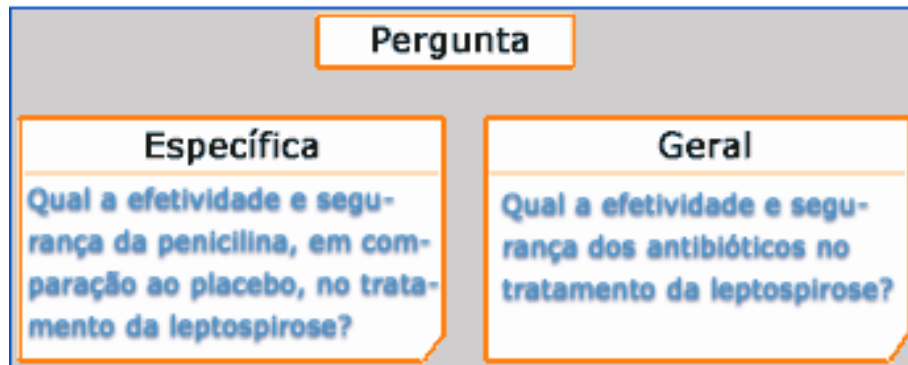 Pergunta
Específica
Qual a efetividade e segu-
rança da penicilina, em com-
paração ao placebo, no trata-
mento da leptospirose?
Geral
Qual a efetividade e segu-
rança dos antibióticos no
tratamento da leptospirose?